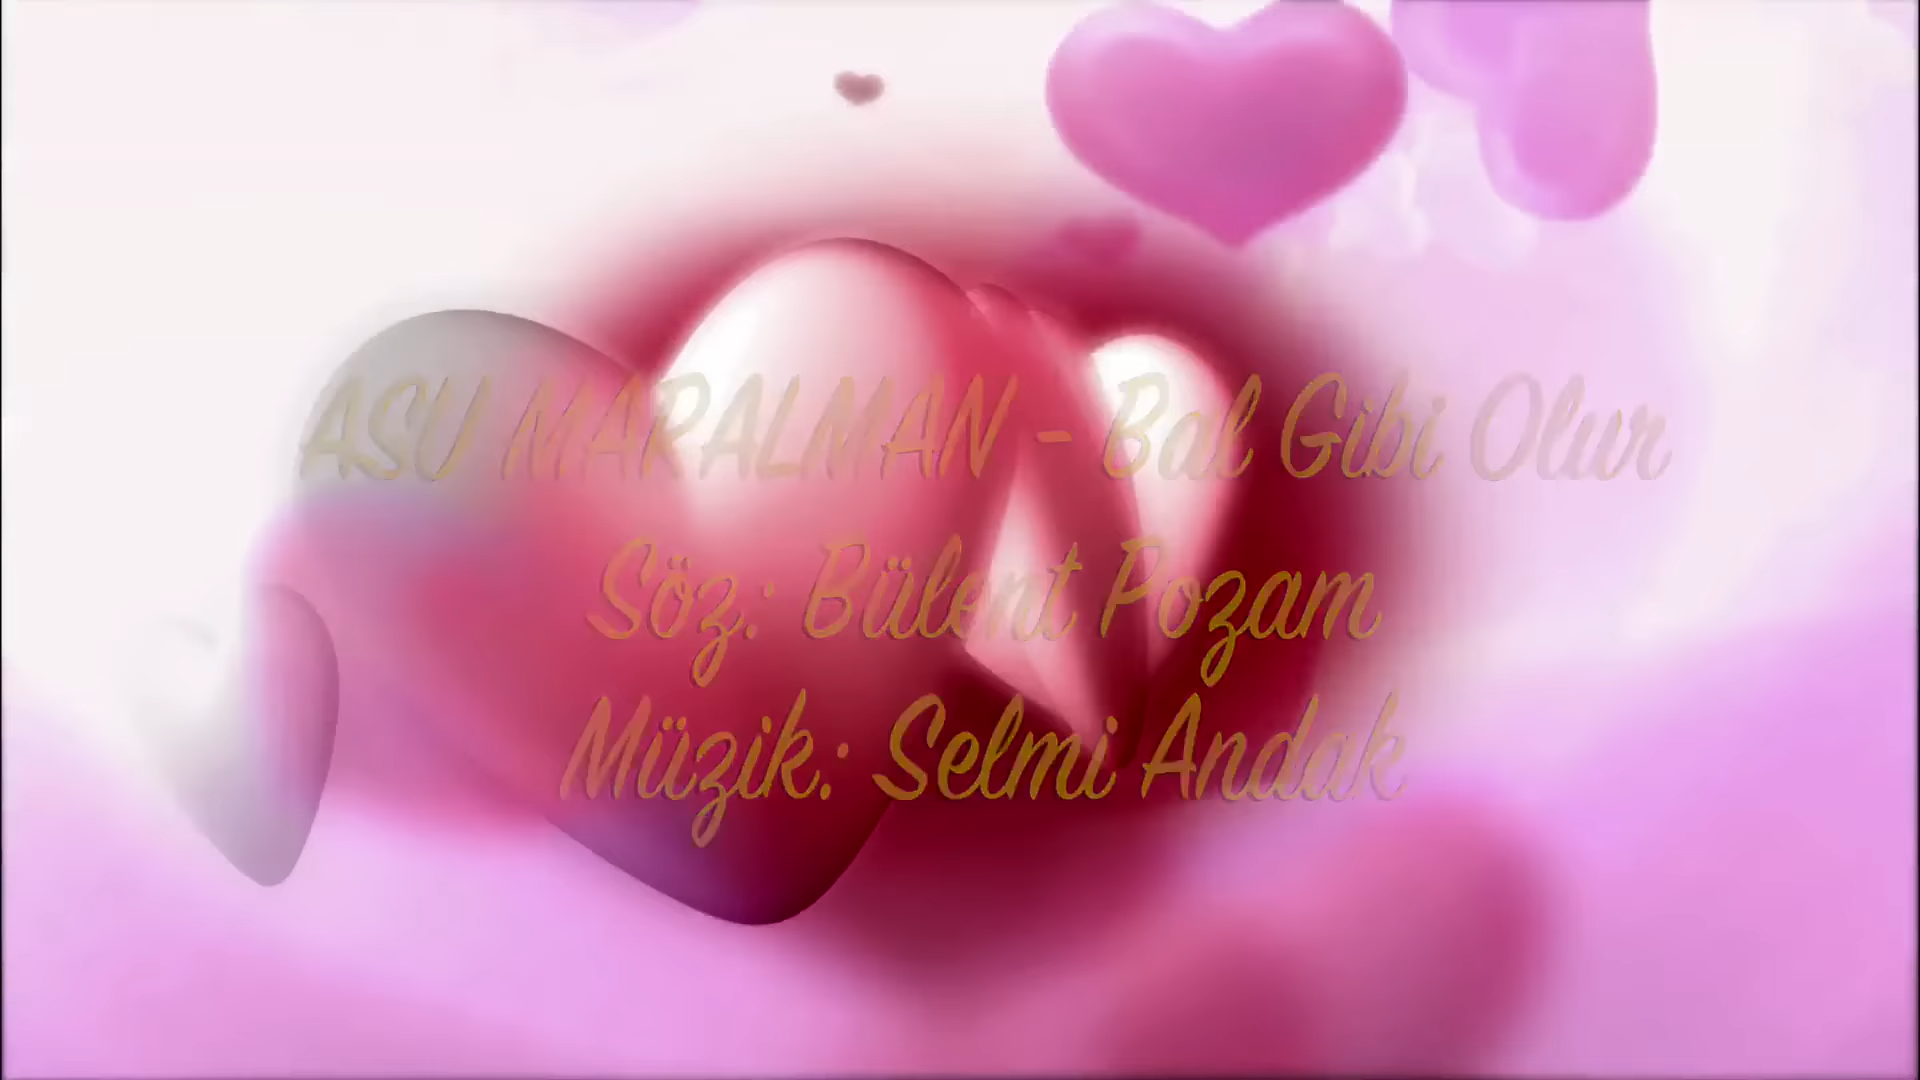 ASU MARALMAN - Bal Gibi Olur
Söz: Bülent Pozam
Müzik: Selmi Andak